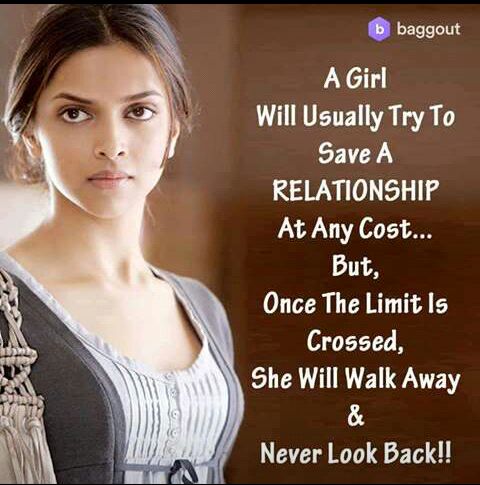 b baggout
A Girl
Will Usually Try To
Save A
RELATIONSHIP
At Any Cost...
But,
Once The Limit Is
Crossed,
She Will Walk Away
&
Never Look Back!!